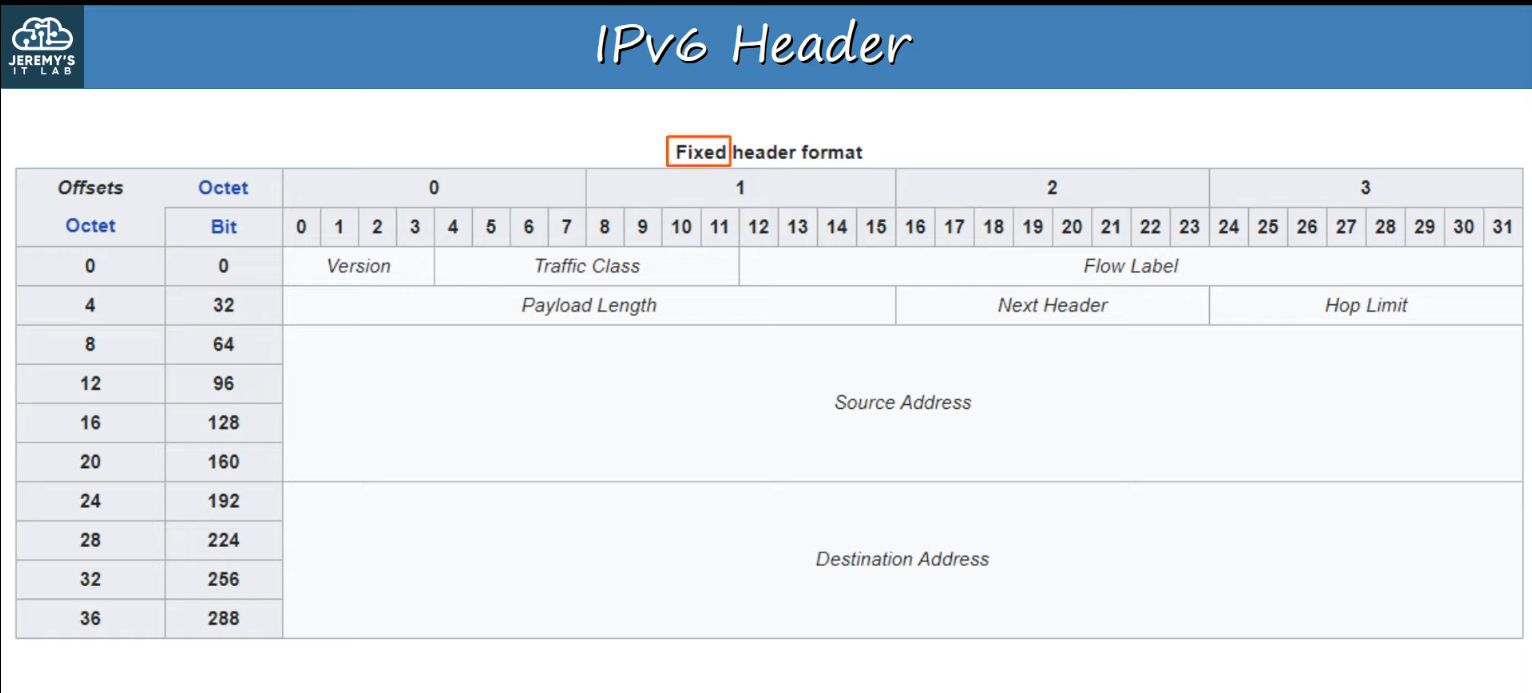 JEREMY'S
IT LAB
IPv6 Header
Fixed header format
Offsets Octet 0 1 2 3
Octet Bit 0 1 2 3 4 5 6 7 8 9 10 11 12 13 14 15 16 17 18 19 20 21 22 23 24 25 26 27 28 29 30 31
0 0 Version Traffic Class Flow Label
4 32 Payload Length Next Header Hop Limit
8 64
12 96
Source Address
16 128
20 160
24 192
28 224
Destination Address
32 256
36 288